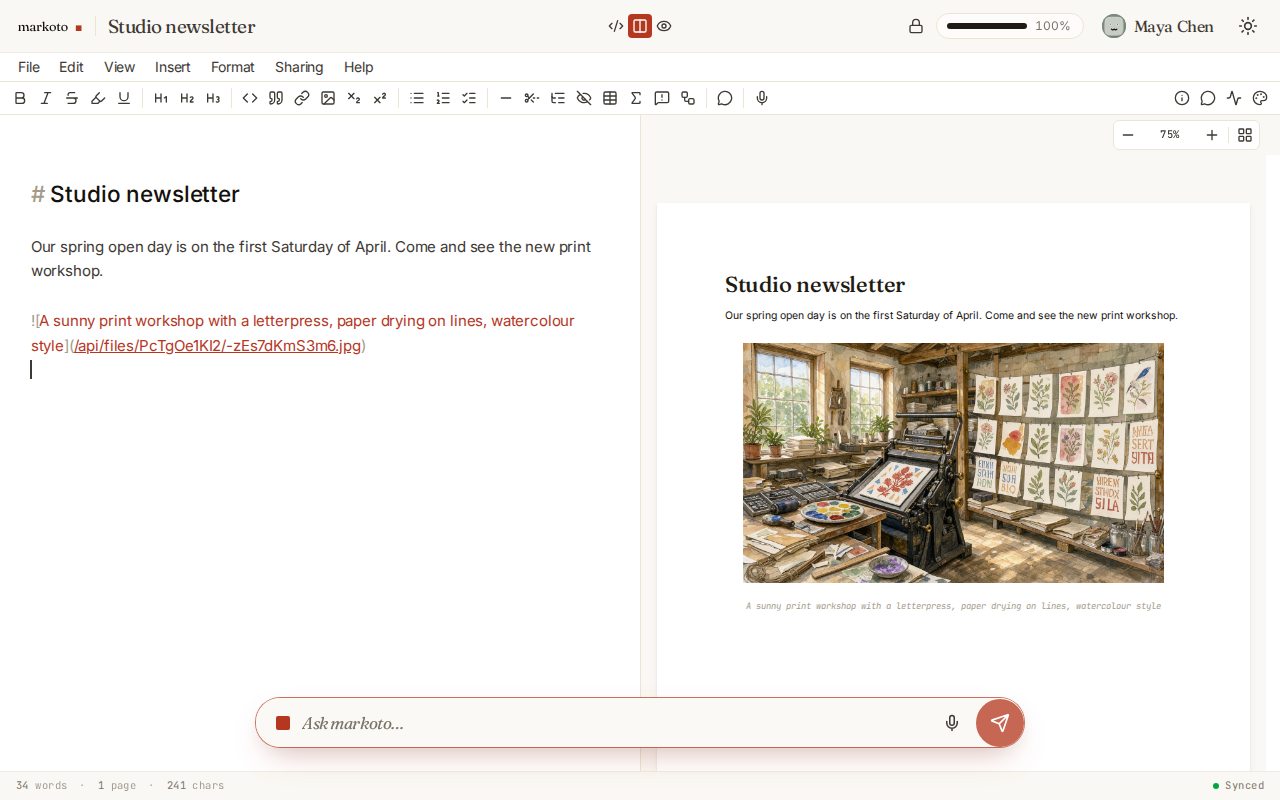 markoto
Studio newsletter
100%
Maya Chen
File Edit View Insert Format Sharing Help
H1 H2 H3
75%
# Studio newsletter
Our spring open day is on the first Saturday of April. Come and see the new print
workshop.
![A sunny print workshop with a letterpress, paper drying on lines, watercolour
style](/api/files/PcTgOe1Kl2/-zEs7dKmS3m6.jpg)
Studio newsletter
Our spring open day is on the first Saturday of April. Come and see the new print workshop.
A sunny print workshop with a letterpress, paper drying on lines, watercolour style
Ask markoto...
34 words · 1 page · 241 chars
Synced